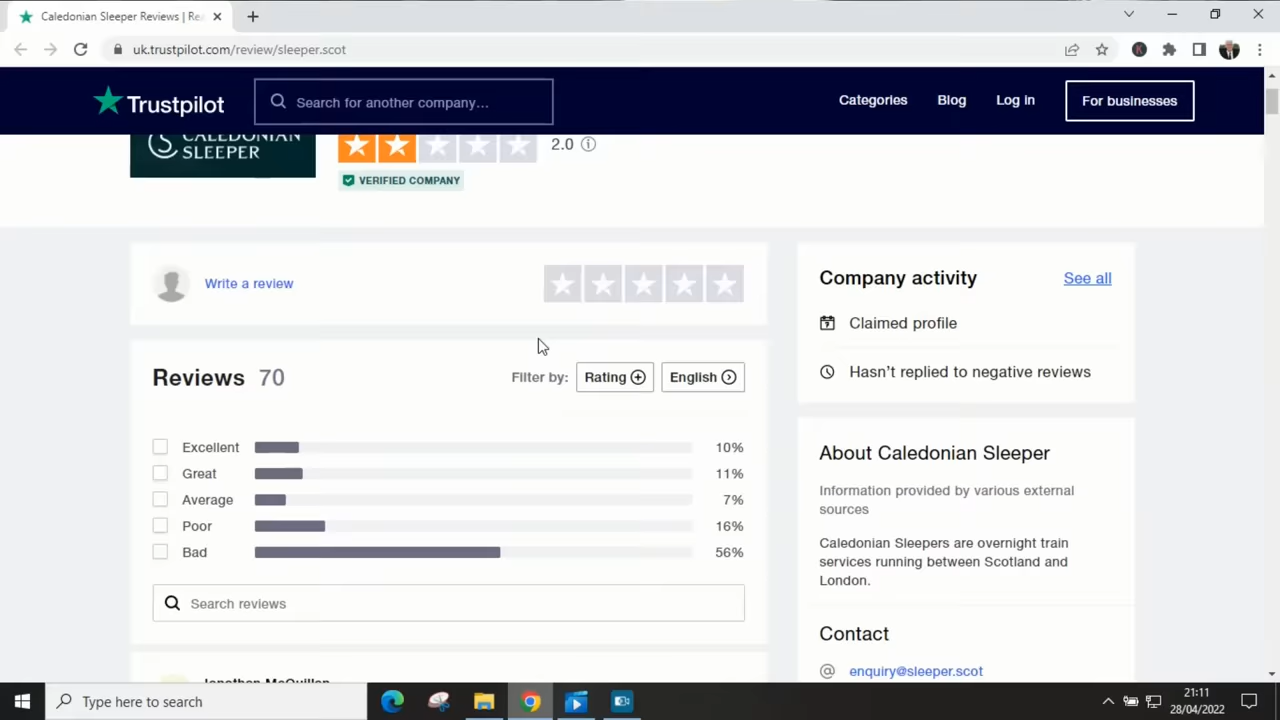 Caledonian Sleeper Reviews | Re
uk.trustpilot.com/review/sleeper.scot
Trustpilot
Search for another company...
Categories
Blog
Log in
For businesses
CALEDONIAN
SLEEPER
2.0
VERIFIED COMPANY
Write a review
Reviews 70
Filter by:
Rating
English
Excellent 10%
Great 11%
Average 7%
Poor 16%
Bad 56%
Search reviews
Jonathan McQuillan
Company activity
See all
Claimed profile
Hasn't replied to negative reviews
About Caledonian Sleeper
Information provided by various external
sources
Caledonian Sleepers are overnight train
services running between Scotland and
London.
Contact
enquiry@sleeper.scot
Type here to search
21:11
28/04/2022